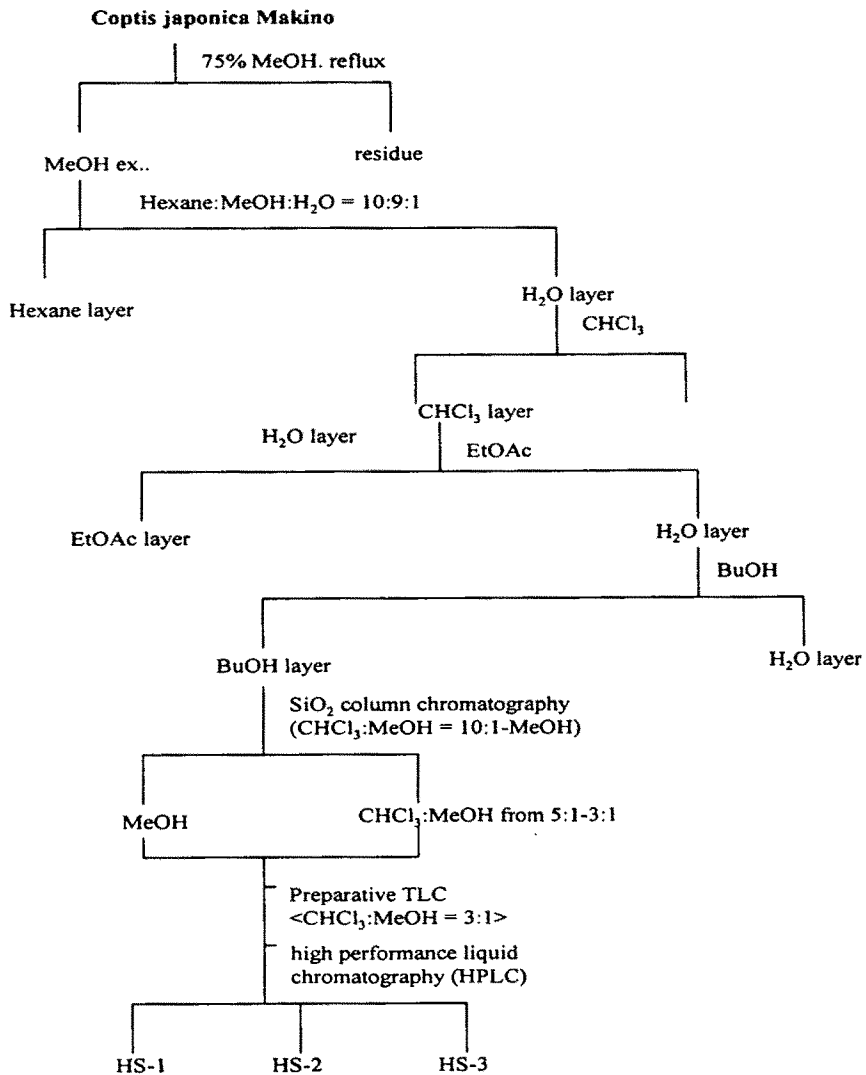 Coptis japonica Makino
75% MeOH. reflux
MeOH ex..
residue
Hexane:MeOH:H₂O = 10:9:1
Hexane layer
H₂O layer
CHCl₃
CHCl₃ layer
H₂O layer
EtOAc
EtOAc layer
H₂O layer
BuOH
BuOH layer
H₂O layer
SiO₂ column chromatography
(CHCl₃:MeOH = 10:1-MeOH)
MeOH
CHCl₃:MeOH from 5:1-3:1
Preparative TLC
<CHCl₃:MeOH = 3:1>
high performance liquid
chromatography (HPLC)
HS-1
HS-2
HS-3